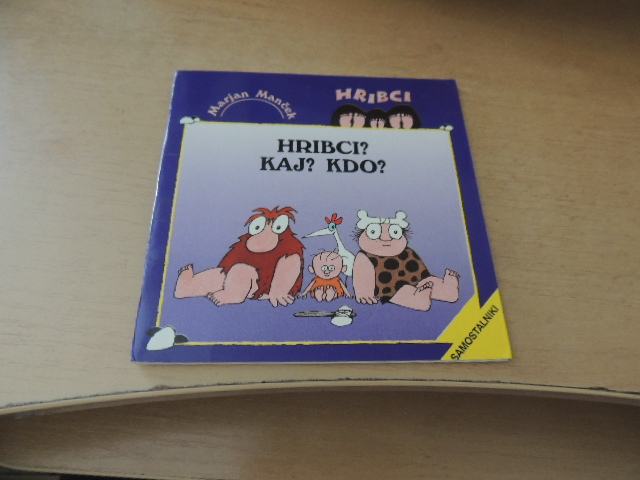 Marjan Manček
HRIBCI
HRIBCI?
KAJ? KDO?
SAMOSTALNIKI